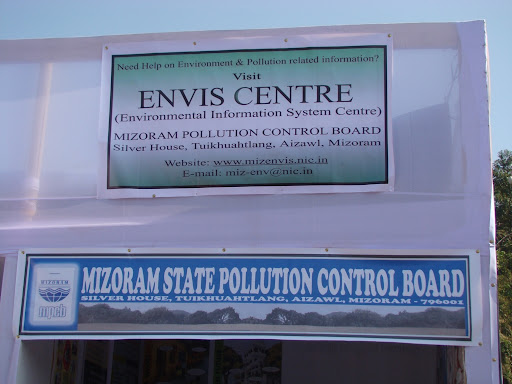 Need Help on Environment & Pollution related information?
Visit
ENVIS CENTRE
(Environmental Information System Centre)
MIZORAM POLLUTION CONTROL BOARD
Silver House, Tuikhuahtlang, Aizawl, Mizoram
Website: www.mizenvis.nic.in
E-mail: miz-env@nic.in
MIZORAM STATE POLLUTION CONTROL BOARD
SILVER HOUSE, TUIKHUAHTLANG, AIZAWL, MIZORAM - 796001
MIZORAM
mpcb